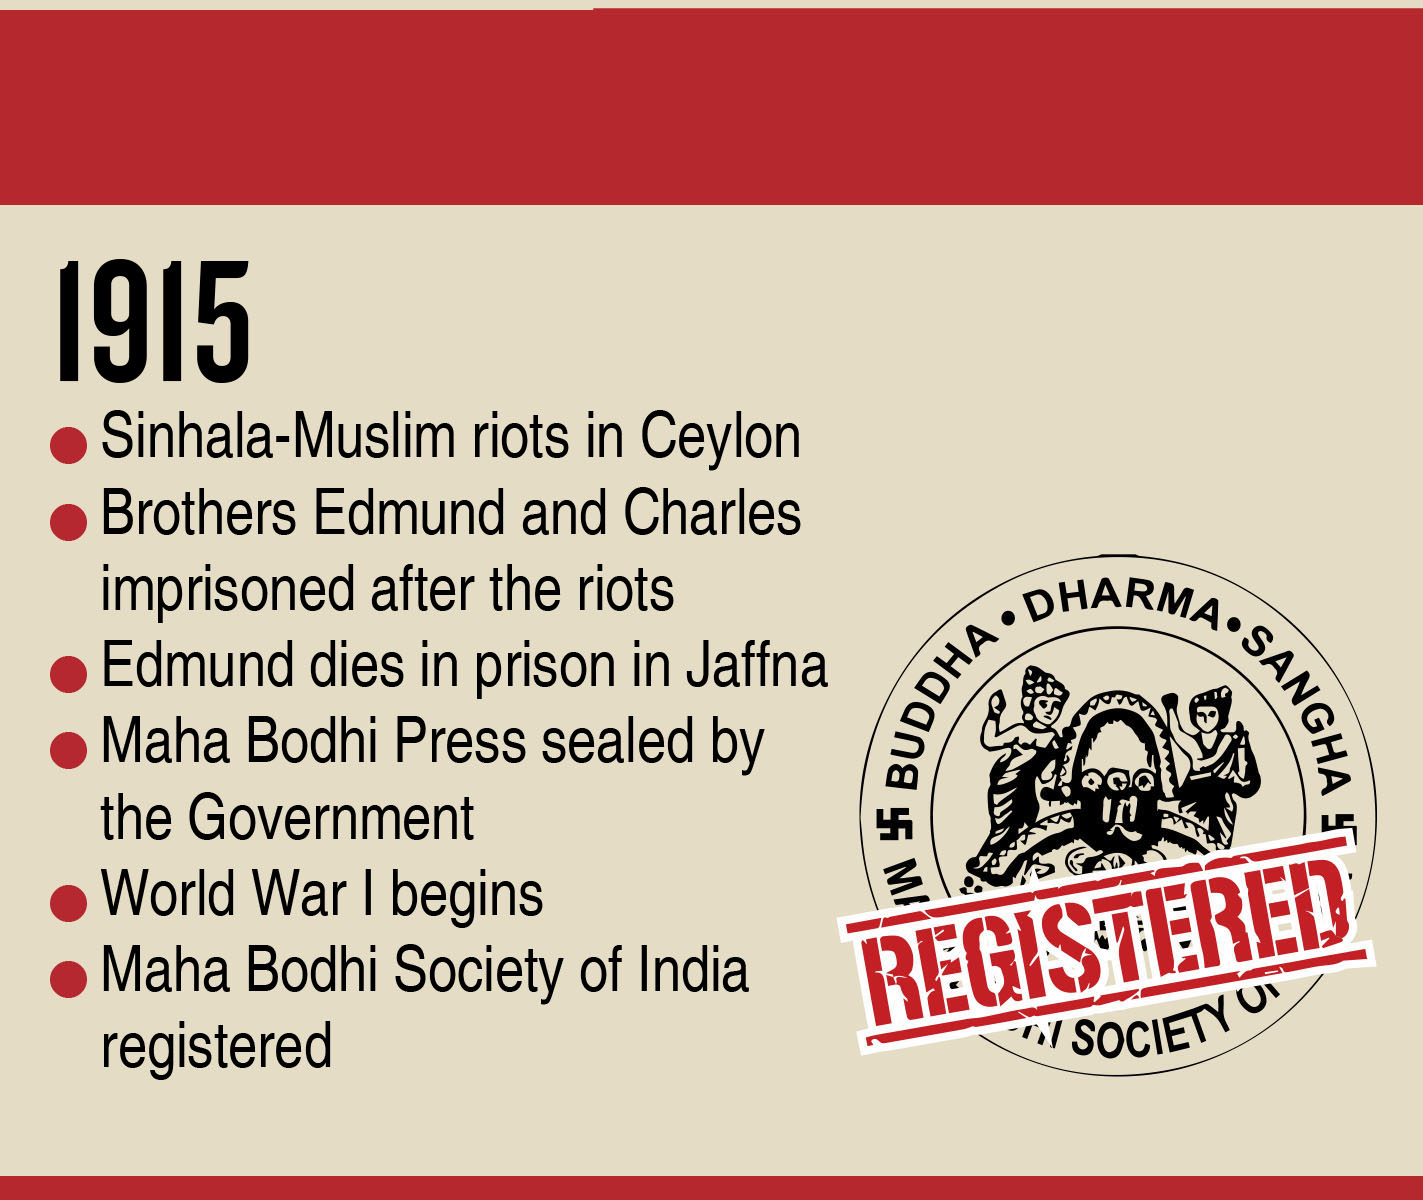 1915
Sinhala-Muslim riots in Ceylon
Brothers Edmund and Charles
imprisoned after the riots
Edmund dies in prison in Jaffna
Maha Bodhi Press sealed by
the Government
World War I begins
Maha Bodhi Society of India
registered
BUDDHA • DHARMA • SANGHA
REGISTERED
SOCIETY